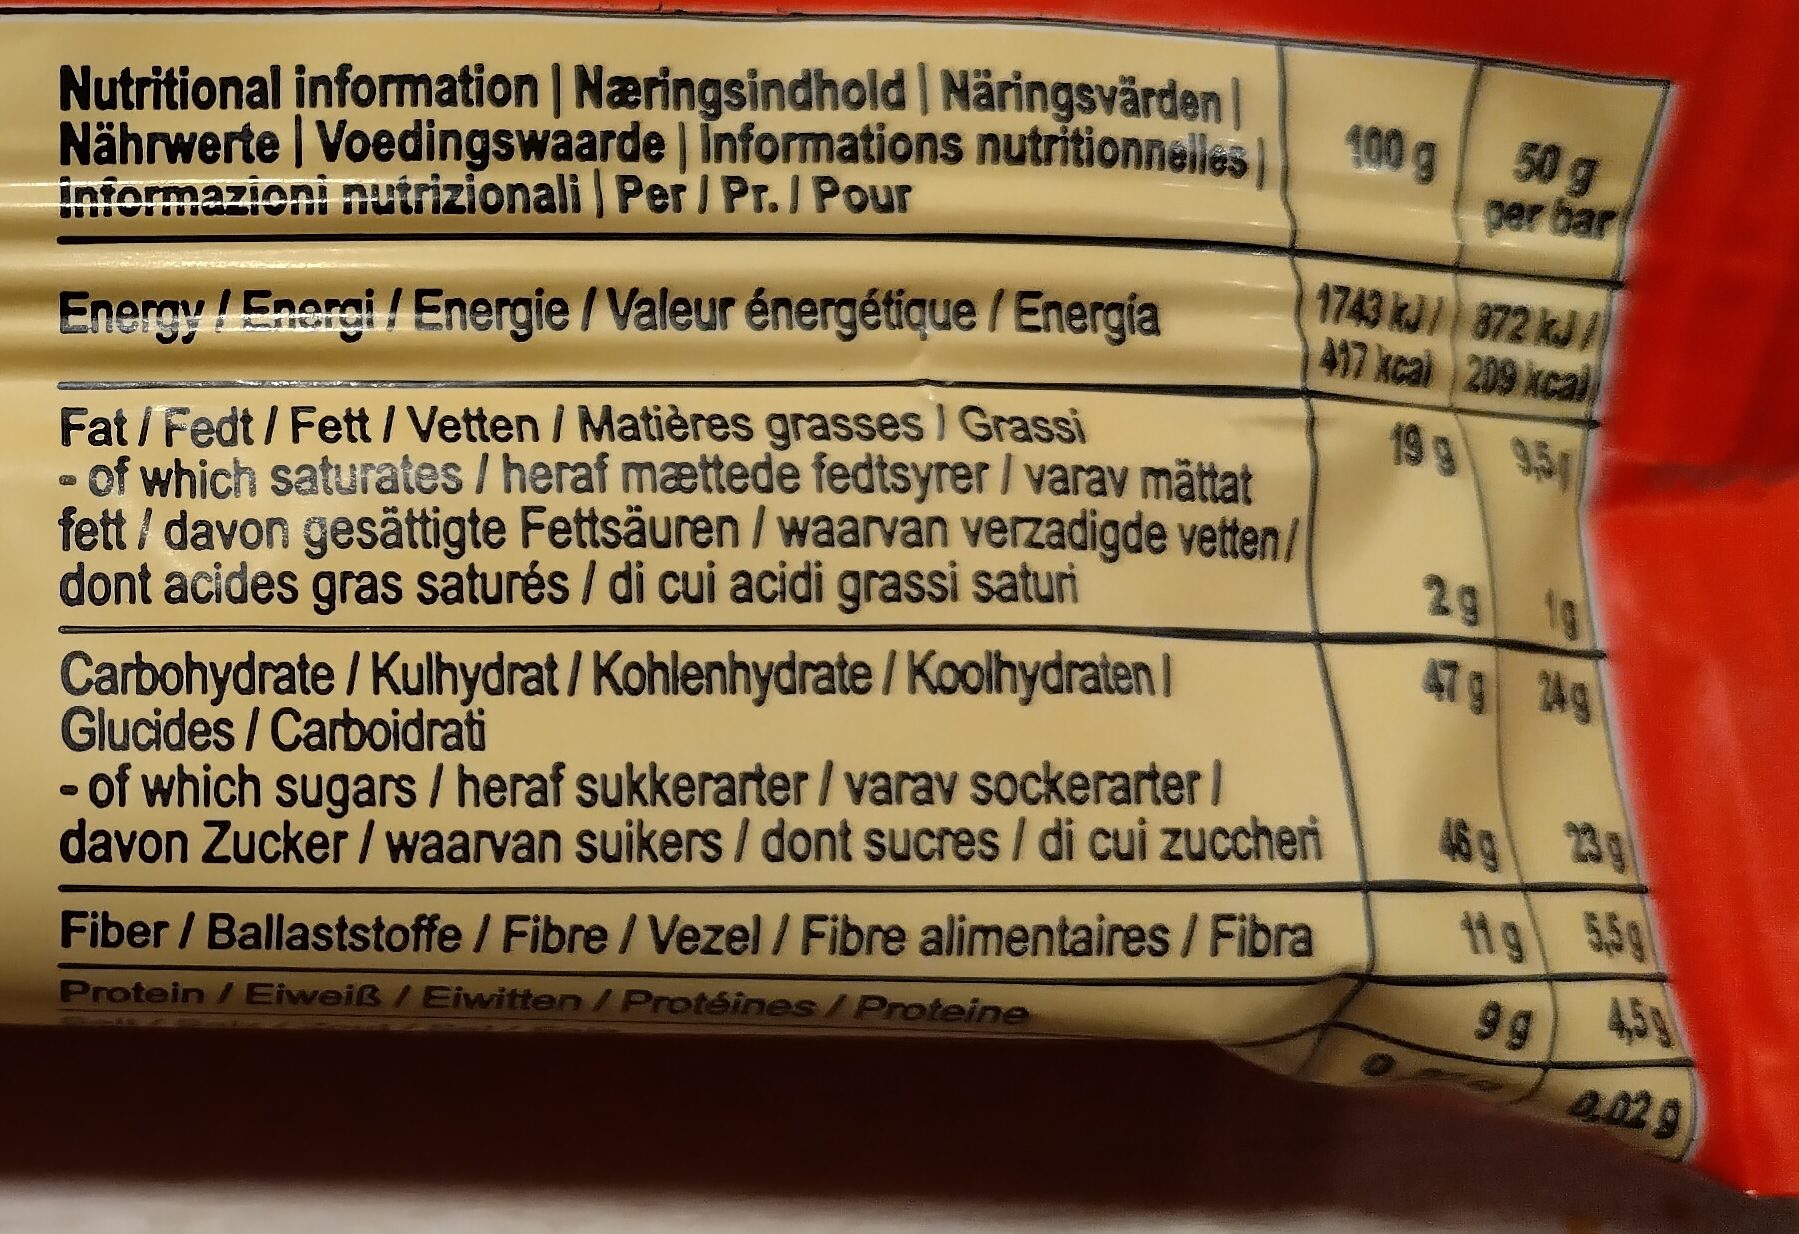 Nutritional information | Næringsindhold | Näringsvärden |
Nährwerte | Voedingswaarde | Informations nutritionnelles |
Informazioni nutrizionali | Per / Pr. / Pour
100 g
50 g
per bar
Energy / Energi / Energie / Valeur énergétique / Energía
1743 kJ / 872 kJ /
417 kcal 209 kcal
Fat / Fedt / Fett / Vetten / Matières grasses / Grassi
19 g 9,5
- of which saturates / heraf mættede fedtsyrer / varav mättat
fett / davon gesättigte Fettsäuren / waarvan verzadigde vetten /
dont acides gras saturés / di cui acidi grassi saturi
2 g 1g
Carbohydrate / Kulhydrat / Kohlenhydrate / Koolhydraten /
47 g 24 g
Glucides / Carboidrati
- of which sugars / heraf sukkerarter / varav sockerarter /
davon Zucker / waarvan suikers / dont sucres / di cui zuccheri
46 g 23 g
Fiber / Ballaststoffe / Fibre / Vezel / Fibre alimentaires / Fibra
11 g 5,5 g
Protein / Eiweiß / Eiwitten / Protéines / Proteine
9 g 4,5 g
0.02 g